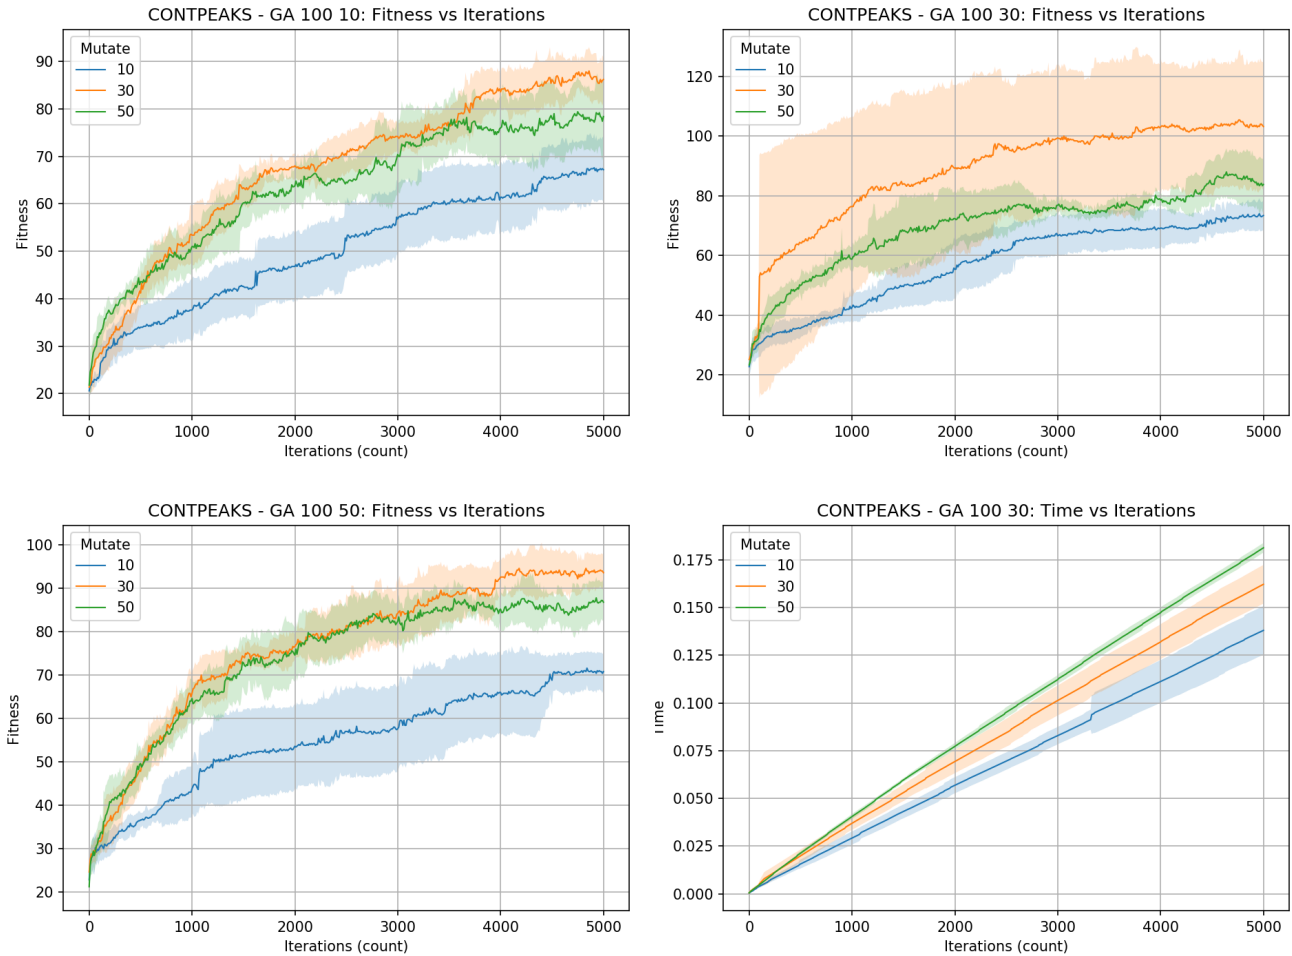 CONTPEAKS - GA 100 10: Fitness vs Iterations
Mutate
10
30
50
Fitness
90
80
70
60
50
40
30
20
0 1000 2000 3000 4000 5000
Iterations (count)
CONTPEAKS - GA 100 30: Fitness vs Iterations
Mutate
10
30
50
Fitness
120
100
80
60
40
20
0 1000 2000 3000 4000 5000
Iterations (count)
CONTPEAKS - GA 100 50: Fitness vs Iterations
Mutate
10
30
50
Fitness
100
90
80
70
60
50
40
30
20
0 1000 2000 3000 4000 5000
Iterations (count)
CONTPEAKS - GA 100 30: Time vs Iterations
Mutate
10
30
50
Time
0.175
0.150
0.125
0.100
0.075
0.050
0.025
0.000
0 1000 2000 3000 4000 5000
Iterations (count)